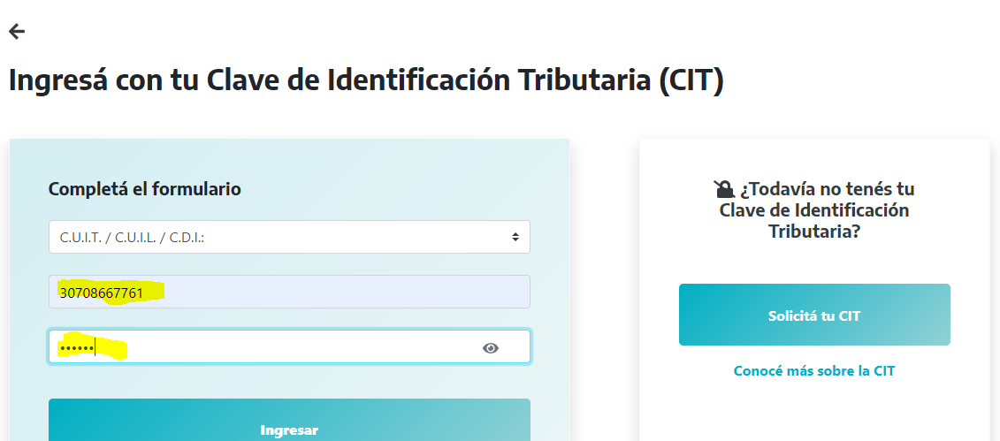 Ingresá con tu Clave de Identificación Tributaria (CIT)
Completá el formulario
C.U.I.T. / C.U.I.L. / C.D.I.:
30708667761
••••••
Ingresar
¿Todavía no tenés tu
Clave de Identificación
Tributaria?
Solicitá tu CIT
Conocé más sobre la CIT